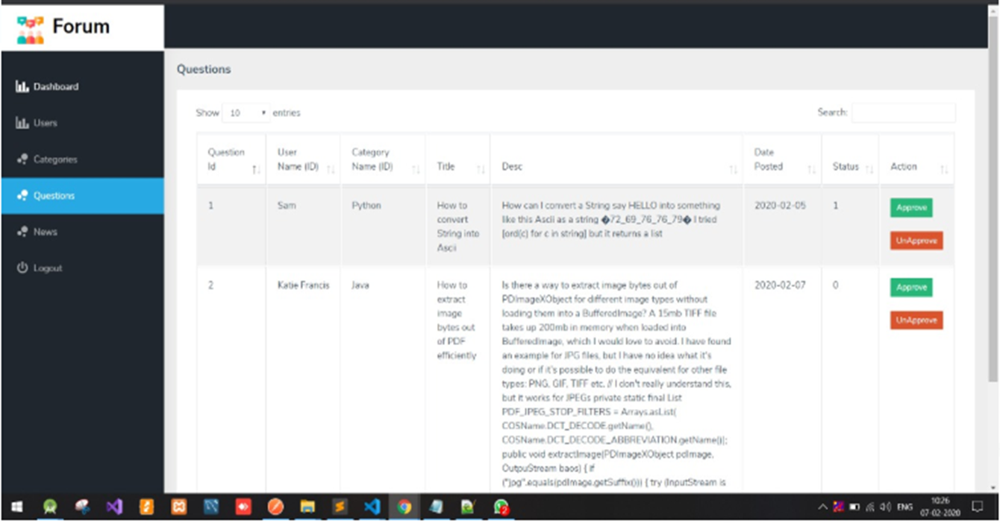 Forum
Dashboard
Users
Categories
Questions
News
Logout
Questions
Show 10 entries
Search:
Question Id
User Name (ID)
Category Name (ID)
Title
Desc
Date Posted
Status
Action
1
Sam
Python
How to
convert
String into
Ascii
How can I convert a String say HELLO into something
like this Ascii as a string �72_69_76_76_79� I tried
[ord(c) for c in string] but it returns a list
2020-02-05
1
Approve
UnApprove
2
Katie Francis
Java
How to
extract
image
bytes out
of PDF
efficiently
Is there a way to extract image bytes out of
PDImageXObject for different image types without
loading them into a BufferedImage? A 15mb TIFF file
takes up 200mb in memory when loaded into
BufferedImage, which I would love to avoid. I have found
an example for JPG files, but I have no idea what it's
doing or if it's possible to do the equivalent for other file
types: PNG, GIF, TIFF etc. // I don't really understand this,
but it works for JPEGs private static final List
PDF_JPEG_STOP_FILTERS = Arrays.asList(
COSName.DCT_DECODE.getName(),
COSName.DCT_DECODE_ABBREVIATION.getName());
public void extractImage(PDImageXObject pdImage,
OutpuStream baos) { if
("jpg".equals(pdImage.getSuffix())) { try (InputStream is
2020-02-07
0
Approve
UnApprove
ENG
10:26
07-02-2020
2